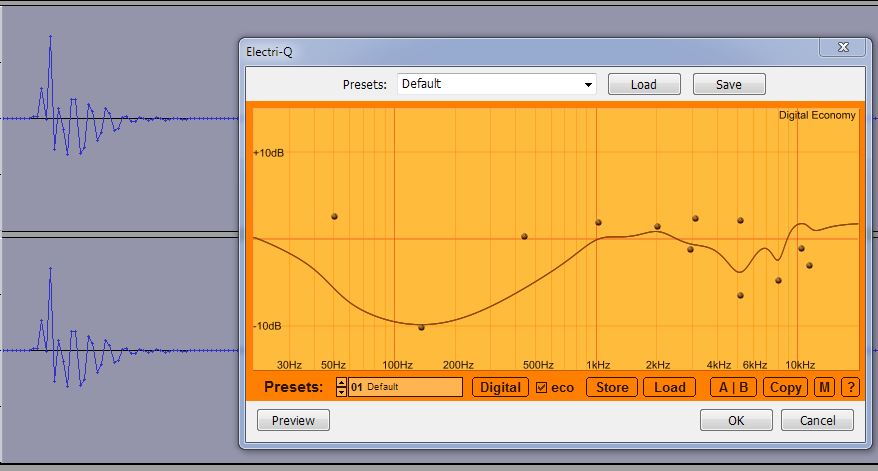 Electri-Q
Presets: Default Load Save
Digital Economy
+10dB
-10dB
30Hz 50Hz 100Hz 200Hz 500Hz 1kHz 2kHz 4kHz 6kHz 10kHz
Presets: 01 Default Digital eco Store Load A | B Copy M ?
Preview OK Cancel